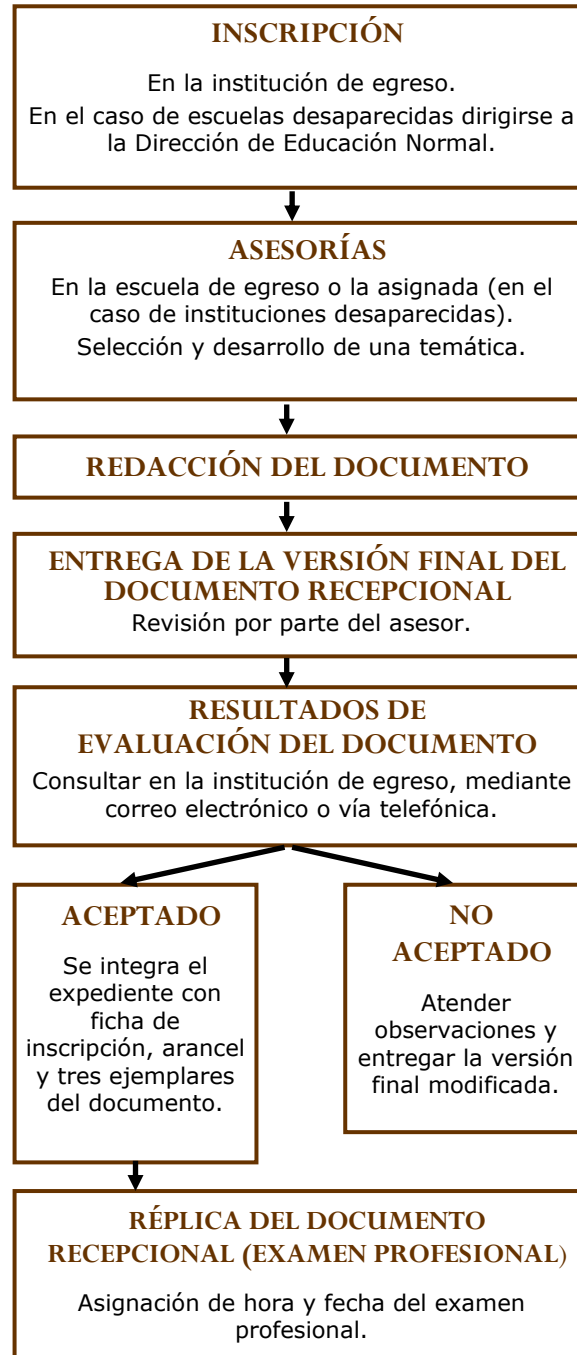 INSCRIPCIÓN
En la institución de egreso.
En el caso de escuelas desaparecidas dirigirse a
la Dirección de Educación Normal.
ASESORÍAS
En la escuela de egreso o la asignada (en el
caso de instituciones desaparecidas).
Selección y desarrollo de una temática.
REDACCIÓN DEL DOCUMENTO
ENTREGA DE LA VERSIÓN FINAL DEL
DOCUMENTO RECEPCIONAL
Revisión por parte del asesor.
RESULTADOS DE
EVALUACIÓN DEL DOCUMENTO
Consultar en la institución de egreso, mediante
correo electrónico o vía telefónica.
ACEPTADO
Se integra el
expediente con
ficha de
inscripción, arancel
y tres ejemplares
del documento.
NO
ACEPTADO
Atender
observaciones y
entregar la versión
final modificada.
RÉPLICA DEL DOCUMENTO
RECEPCIONAL (EXAMEN PROFESIONAL)
Asignación de hora y fecha del examen
profesional.